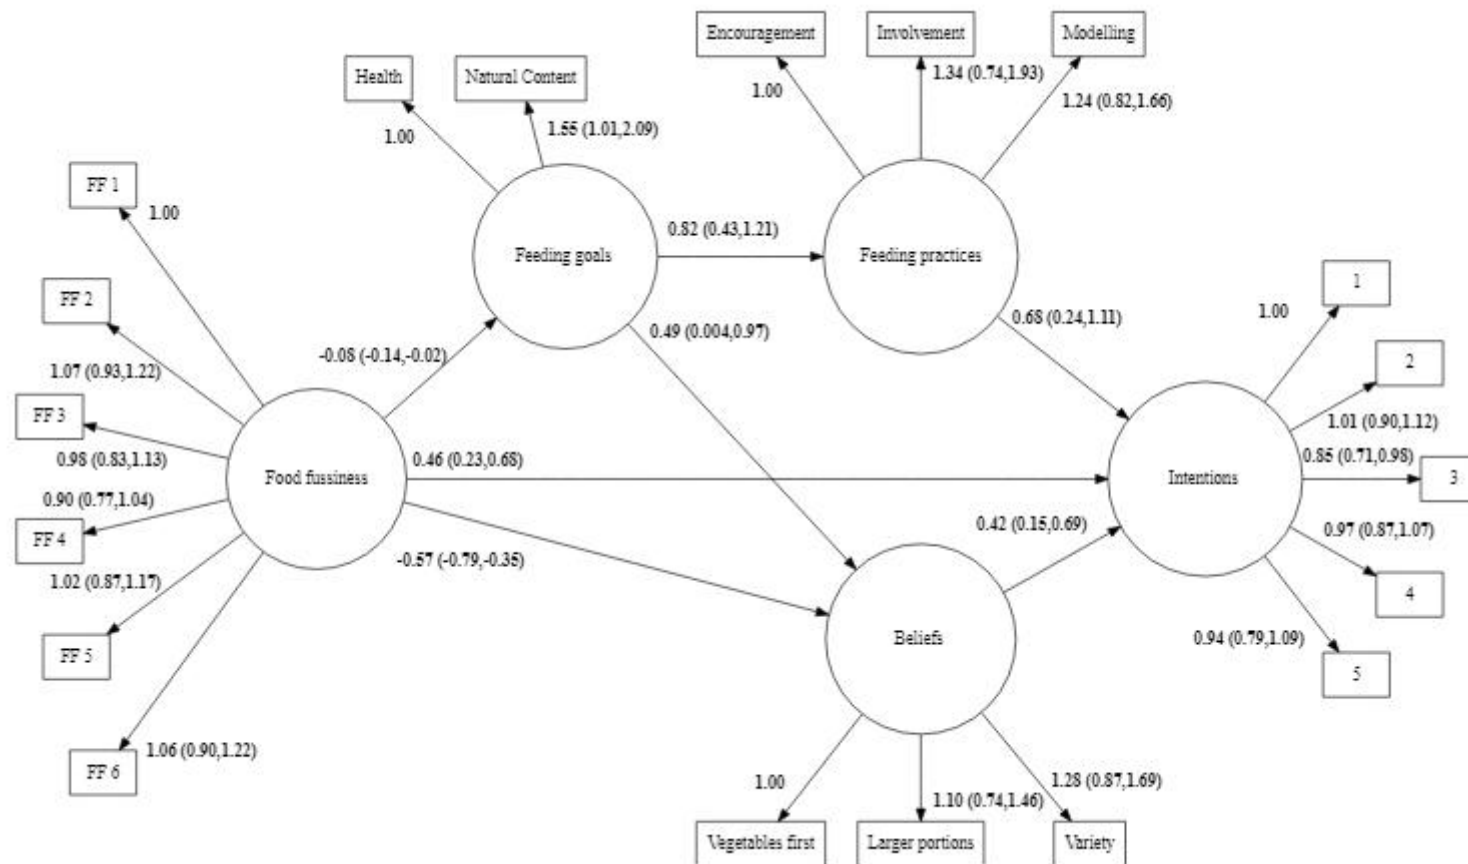 Encouragement
Involvement
Modelling
Health
Natural Content
1.34 (0.74,1.93)
1.00
1.24 (0.82,1.66)
1.00
1.55 (1.01,2.09)
FF 1
1.00
0.82 (0.43,1.21)
Feeding goals
Feeding practices
1
FF 2
1.00
0.68 (0.24,1.11)
0.49 (0.004,0.97)
-0.08 (-0.14,-0.02)
2
1.07 (0.93,1.22)
FF 3
1.01 (0.90,1.12)
0.98 (0.83,1.13)
0.46 (0.23,0.68)
0.85 (0.71,0.98)
Food fussiness
Intentions
3
0.90 (0.77,1.04)
0.42 (0.15,0.69)
0.97 (0.87,1.07)
FF 4
-0.57 (-0.79,-0.35)
1.02 (0.87,1.17)
4
Beliefs
0.94 (0.79,1.09)
FF 5
5
1.06 (0.90,1.22)
FF 6
1.00
1.28 (0.87,1.69)
1.10 (0.74,1.46)
Vegetables first
Larger portions
Variety